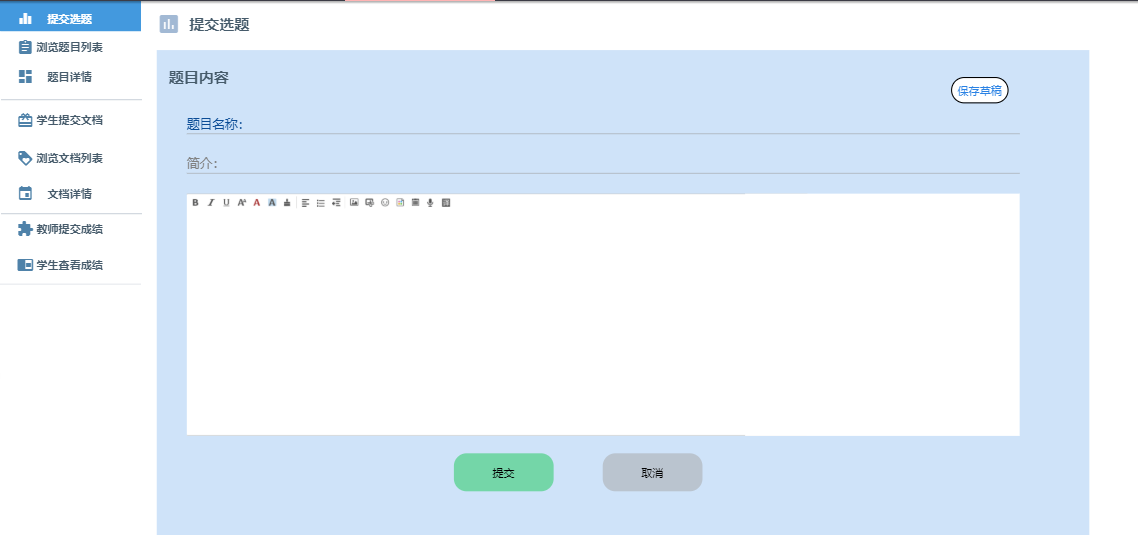 提交选题
浏览题目列表
题目详情
学生提交文档
浏览文档列表
文档详情
教师提交成绩
学生查看成绩
提交选题
题目内容
保存草稿
题目名称:
简介:
B I U A A A
提交
取消